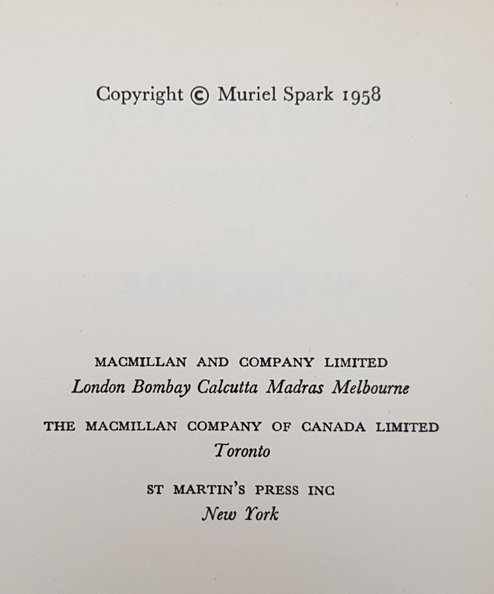 Copyright © Muriel Spark 1958
MACMILLAN AND COMPANY LIMITED
London Bombay Calcutta Madras Melbourne
THE MACMILLAN COMPANY OF CANADA LIMITED
Toronto
ST MARTIN'S PRESS INC
New York